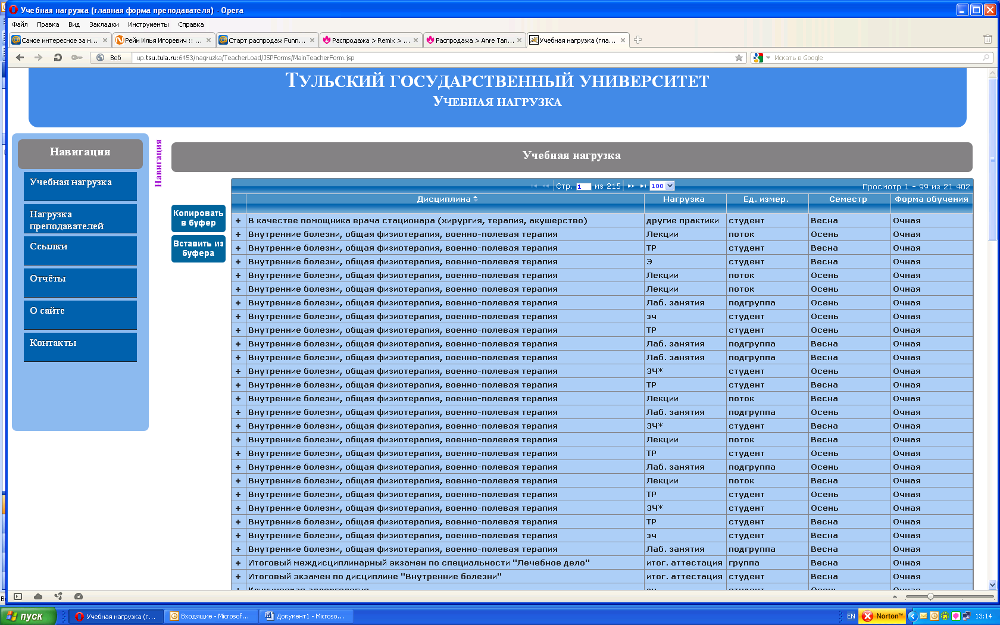 Учебная нагрузка (главная форма преподавателя) - Opera
Файл Правка Вид Закладки Инструменты Справка
Самое интересное за н... Рейм Илья Игоревич :: ... Старт распродаж Funn... Распродажа > Remix > ... Распродажа > Anre Tan... Учебная нагрузка (гла...
Веб up.tsu.tula.ru:6453/nagruzka/TeacherLoad/JSPForms/MainTeacherForm.jsp Искать в Google
Тульский государственный университет
Учебная нагрузка
Навигация
Учебная нагрузка
Нагрузка
преподавателей
Ссылки
Отчёты
О сайте
Контакты
Навигация
Учебная нагрузка
Копировать
в буфер
Вставить из
буфера
Стр. 1 из 215 100 Просмотр 1 - 99 из 21 402
Дисциплина Нагрузка Ед. измер. Семестр Форма обучения
+ В качестве помощника врача стационара (хирургия, терапия, акушерство) другие практики студент Весна Очная
+ Внутренние болезни, общая физиотерапия, военно-полевая терапия Лекции поток Осень Очная
+ Внутренние болезни, общая физиотерапия, военно-полевая терапия ТР студент Весна Очная
+ Внутренние болезни, общая физиотерапия, военно-полевая терапия Э студент Весна Очная
+ Внутренние болезни, общая физиотерапия, военно-полевая терапия Лекции поток Осень Очная
+ Внутренние болезни, общая физиотерапия, военно-полевая терапия Лекции поток Осень Очная
+ Внутренние болезни, общая физиотерапия, военно-полевая терапия Лаб. занятия подгруппа Осень Очная
+ Внутренние болезни, общая физиотерапия, военно-полевая терапия зч студент Осень Очная
+ Внутренние болезни, общая физиотерапия, военно-полевая терапия ТР студент Осень Очная
+ Внутренние болезни, общая физиотерапия, военно-полевая терапия Лаб. занятия подгруппа Весна Очная
+ Внутренние болезни, общая физиотерапия, военно-полевая терапия Лаб. занятия подгруппа Весна Очная
+ Внутренние болезни, общая физиотерапия, военно-полевая терапия ЗЧ* студент Осень Очная
+ Внутренние болезни, общая физиотерапия, военно-полевая терапия ТР студент Весна Очная
+ Внутренние болезни, общая физиотерапия, военно-полевая терапия Лекции поток Весна Очная
+ Внутренние болезни, общая физиотерапия, военно-полевая терапия Лаб. занятия подгруппа Осень Очная
+ Внутренние болезни, общая физиотерапия, военно-полевая терапия ЗЧ* студент Весна Очная
+ Внутренние болезни, общая физиотерапия, военно-полевая терапия Лекции поток Весна Очная
+ Внутренние болезни, общая физиотерапия, военно-полевая терапия ТР студент Весна Очная
+ Внутренние болезни, общая физиотерапия, военно-полевая терапия Лаб. занятия подгруппа Осень Очная
+ Внутренние болезни, общая физиотерапия, военно-полевая терапия Лекции поток Весна Очная
+ Внутренние болезни, общая физиотерапия, военно-полевая терапия ТР студент Осень Очная
+ Внутренние болезни, общая физиотерапия, военно-полевая терапия ЗЧ* студент Осень Очная
+ Внутренние болезни, общая физиотерапия, военно-полевая терапия ТР студент Весна Очная
+ Внутренние болезни, общая физиотерапия, военно-полевая терапия зч студент Весна Очная
+ Внутренние болезни, общая физиотерапия, военно-полевая терапия Лаб. занятия подгруппа Весна Очная
+ Итоговый междисциплинарный экзамен по специальности "Лечебное дело" итог. аттестация группа Весна Очная
+ Итоговый экзамен по дисциплине "Внутренние болезни" итог. аттестация студент Весна Очная
пуск Учебная нагрузка (г... Входящие - Microsof... Документ1 - Microso... EN Norton™ 13:14